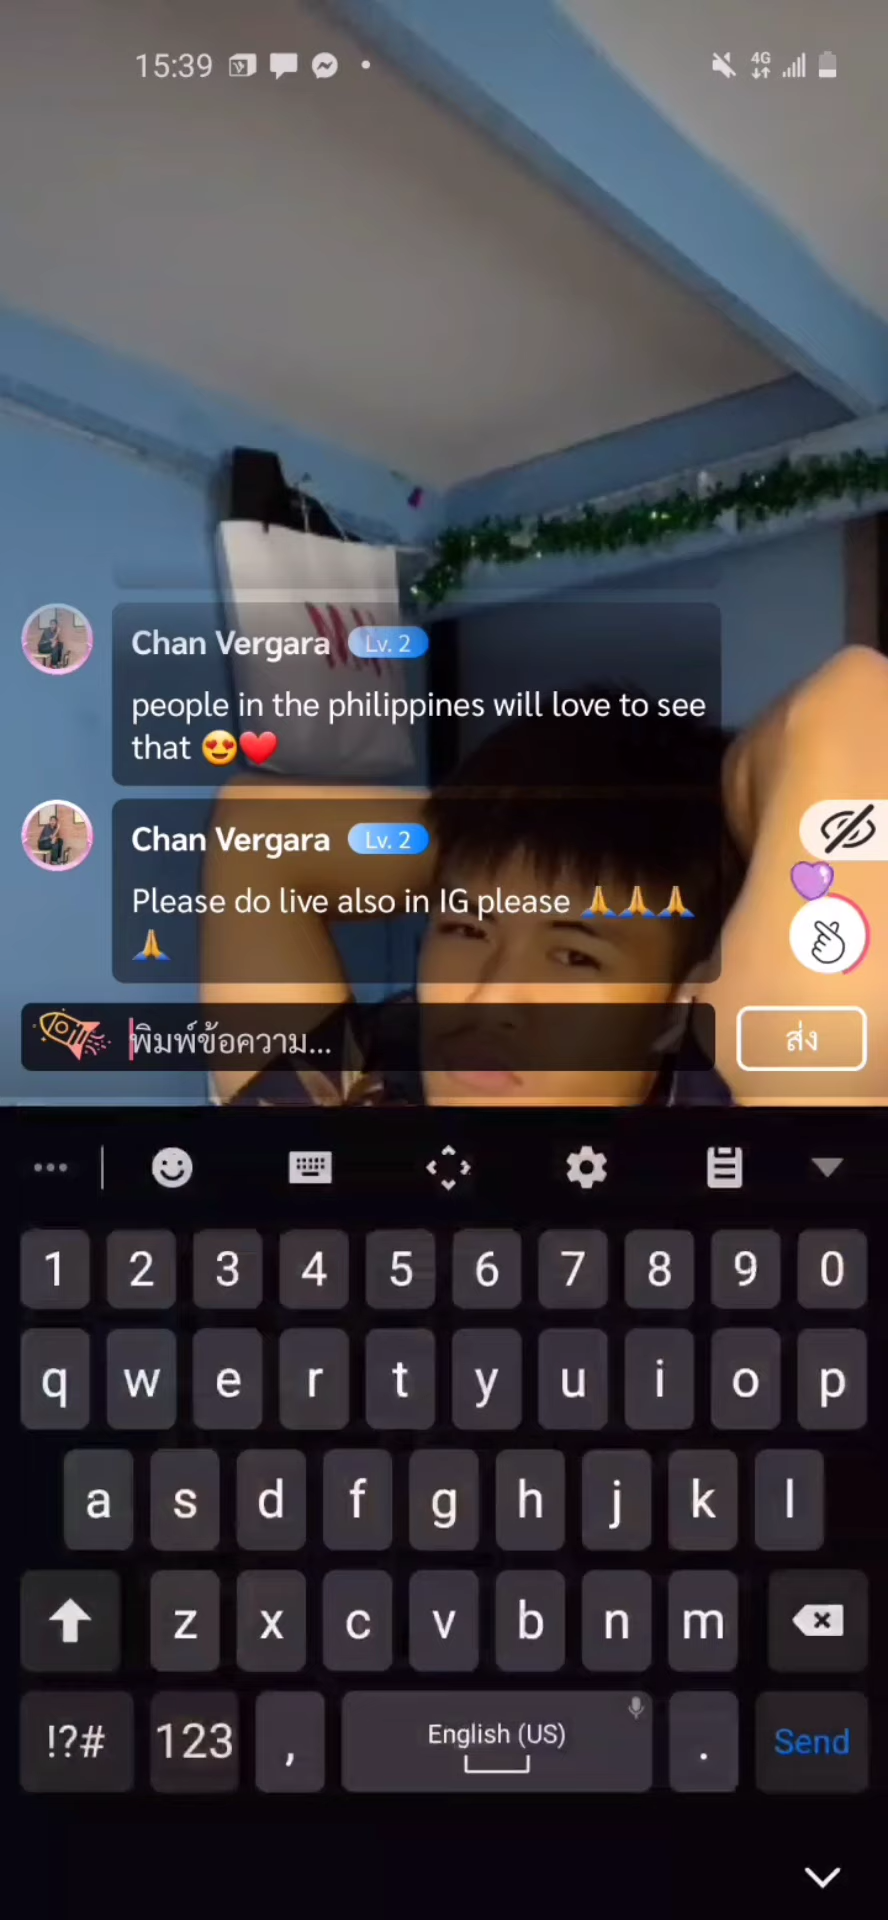 15:39
4G
Chan Vergara Lv. 2
people in the philippines will love to see
that 😍❤️
Chan Vergara Lv. 2
Please do live also in IG please 🙏🙏🙏
🙏
พิมพ์ข้อความ... ส่ง
1 2 3 4 5 6 7 8 9 0
q w e r t y u i o p
a s d f g h j k l
z x c v b n m
!?# 123 , English (US) . Send